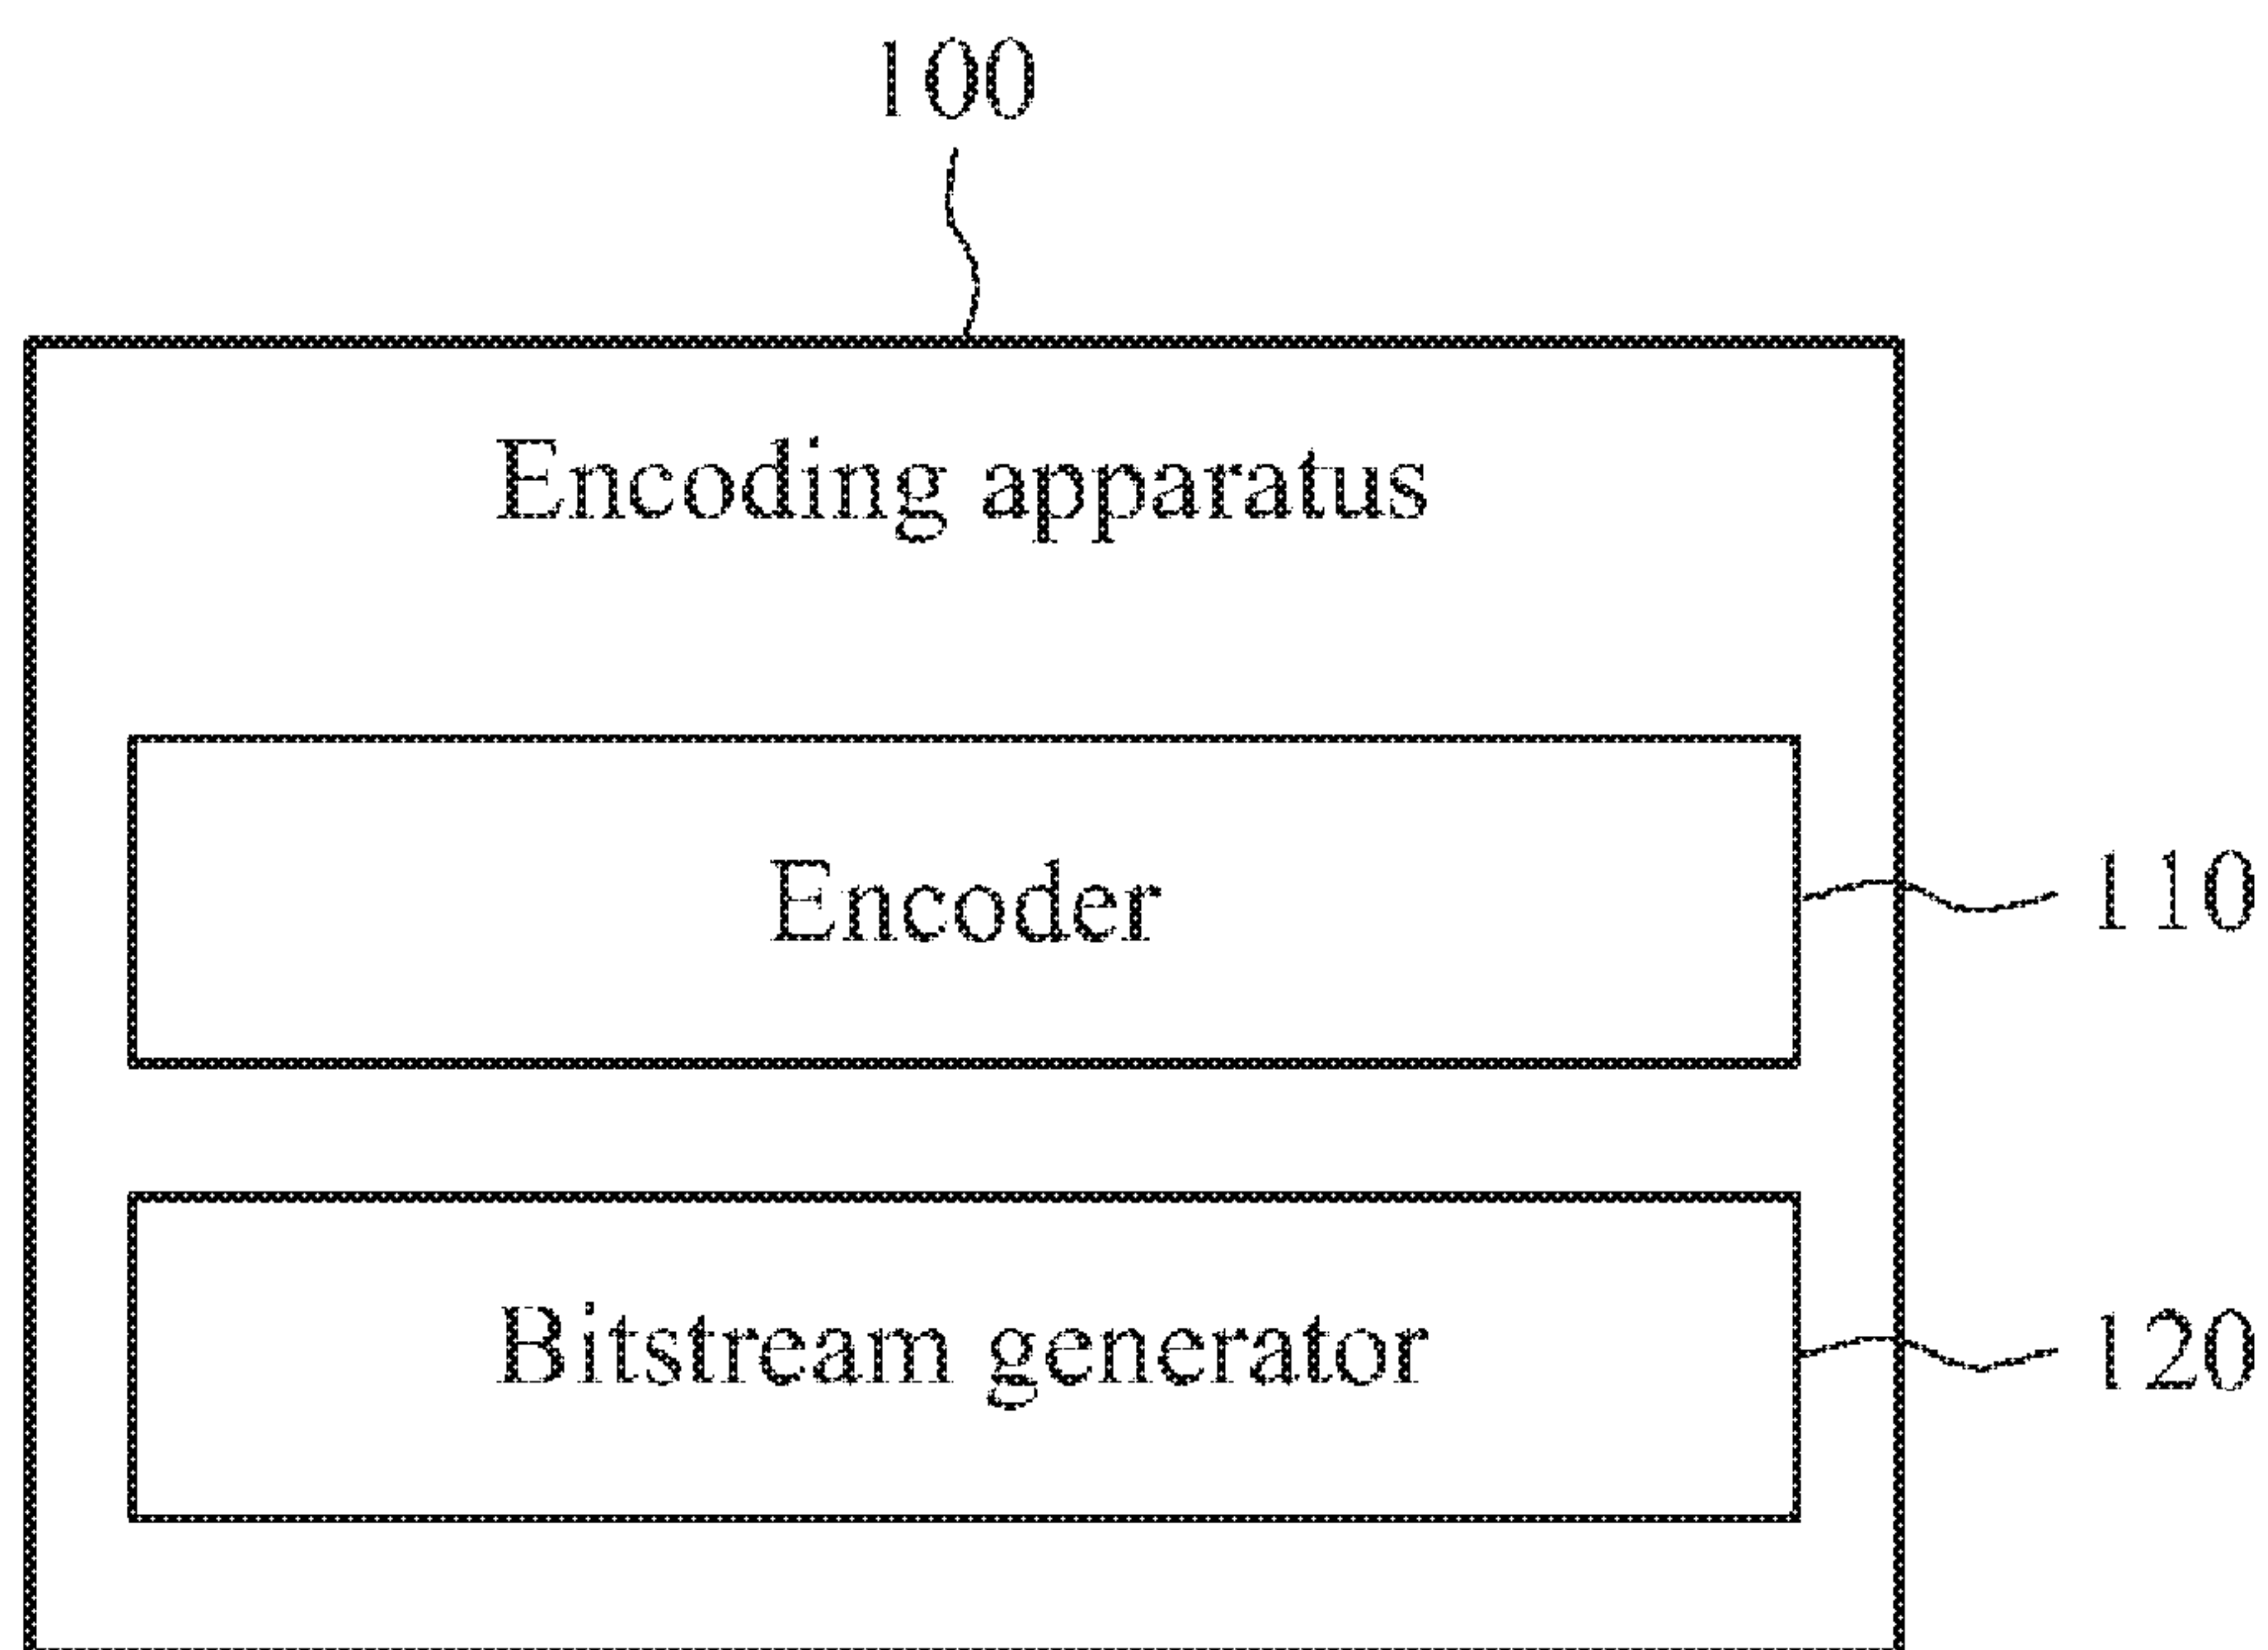 100
Encoding apparatus
Encoder
110
Bitstream generator
120